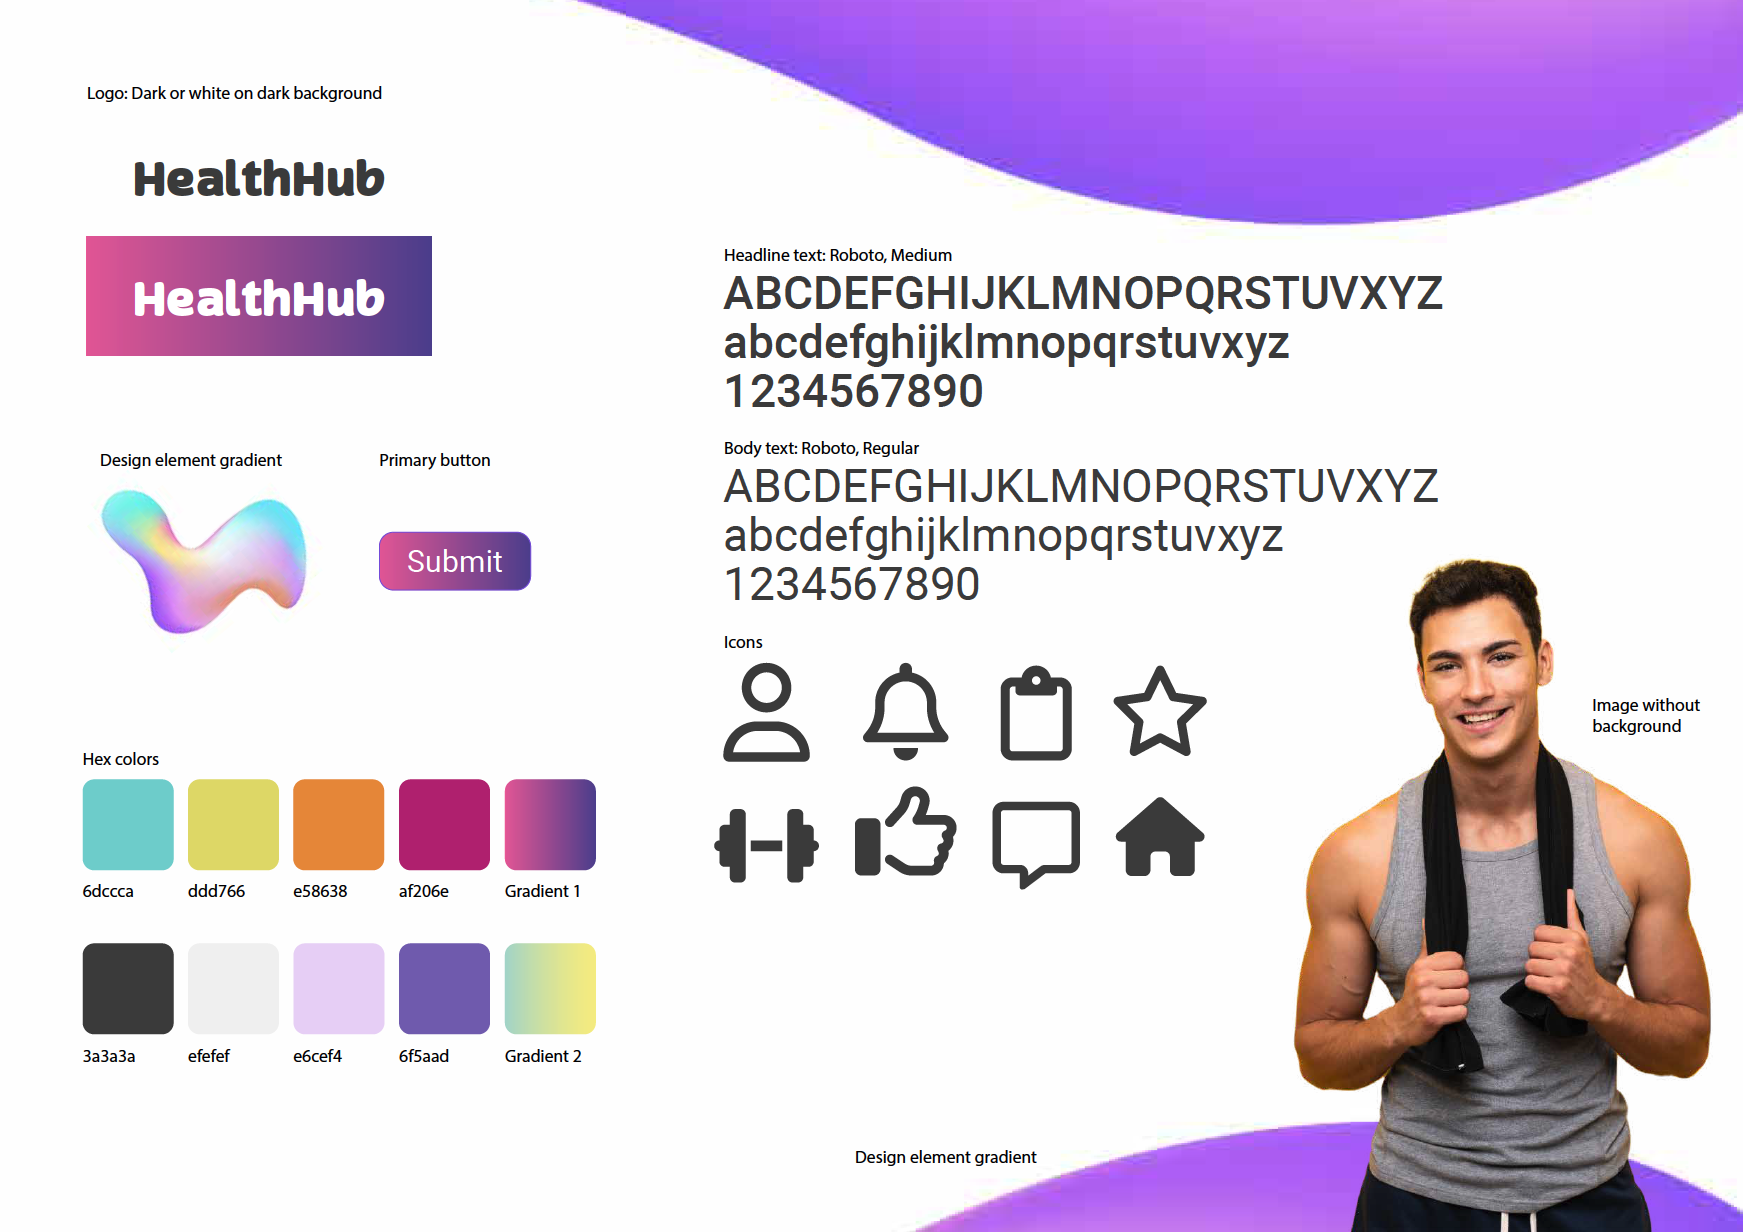 Logo: Dark or white on dark background
HealthHub
HealthHub
Design element gradient
Primary button
Submit
Hex colors
6dccca
ddd766
e58638
af206e
Gradient 1
3a3a3a
efefef
e6cef4
6f5aad
Gradient 2
Headline text: Roboto, Medium
ABCDEFGHIJKLMNOPQRSTUVXYZ
abcdefghijklmnopqrstuvxyz
1234567890
Body text: Roboto, Regular
ABCDEFGHIJKLMNOPQRSTUVXYZ
abcdefghijklmnopqrstuvxyz
1234567890
Icons
Image without
background
Design element gradient